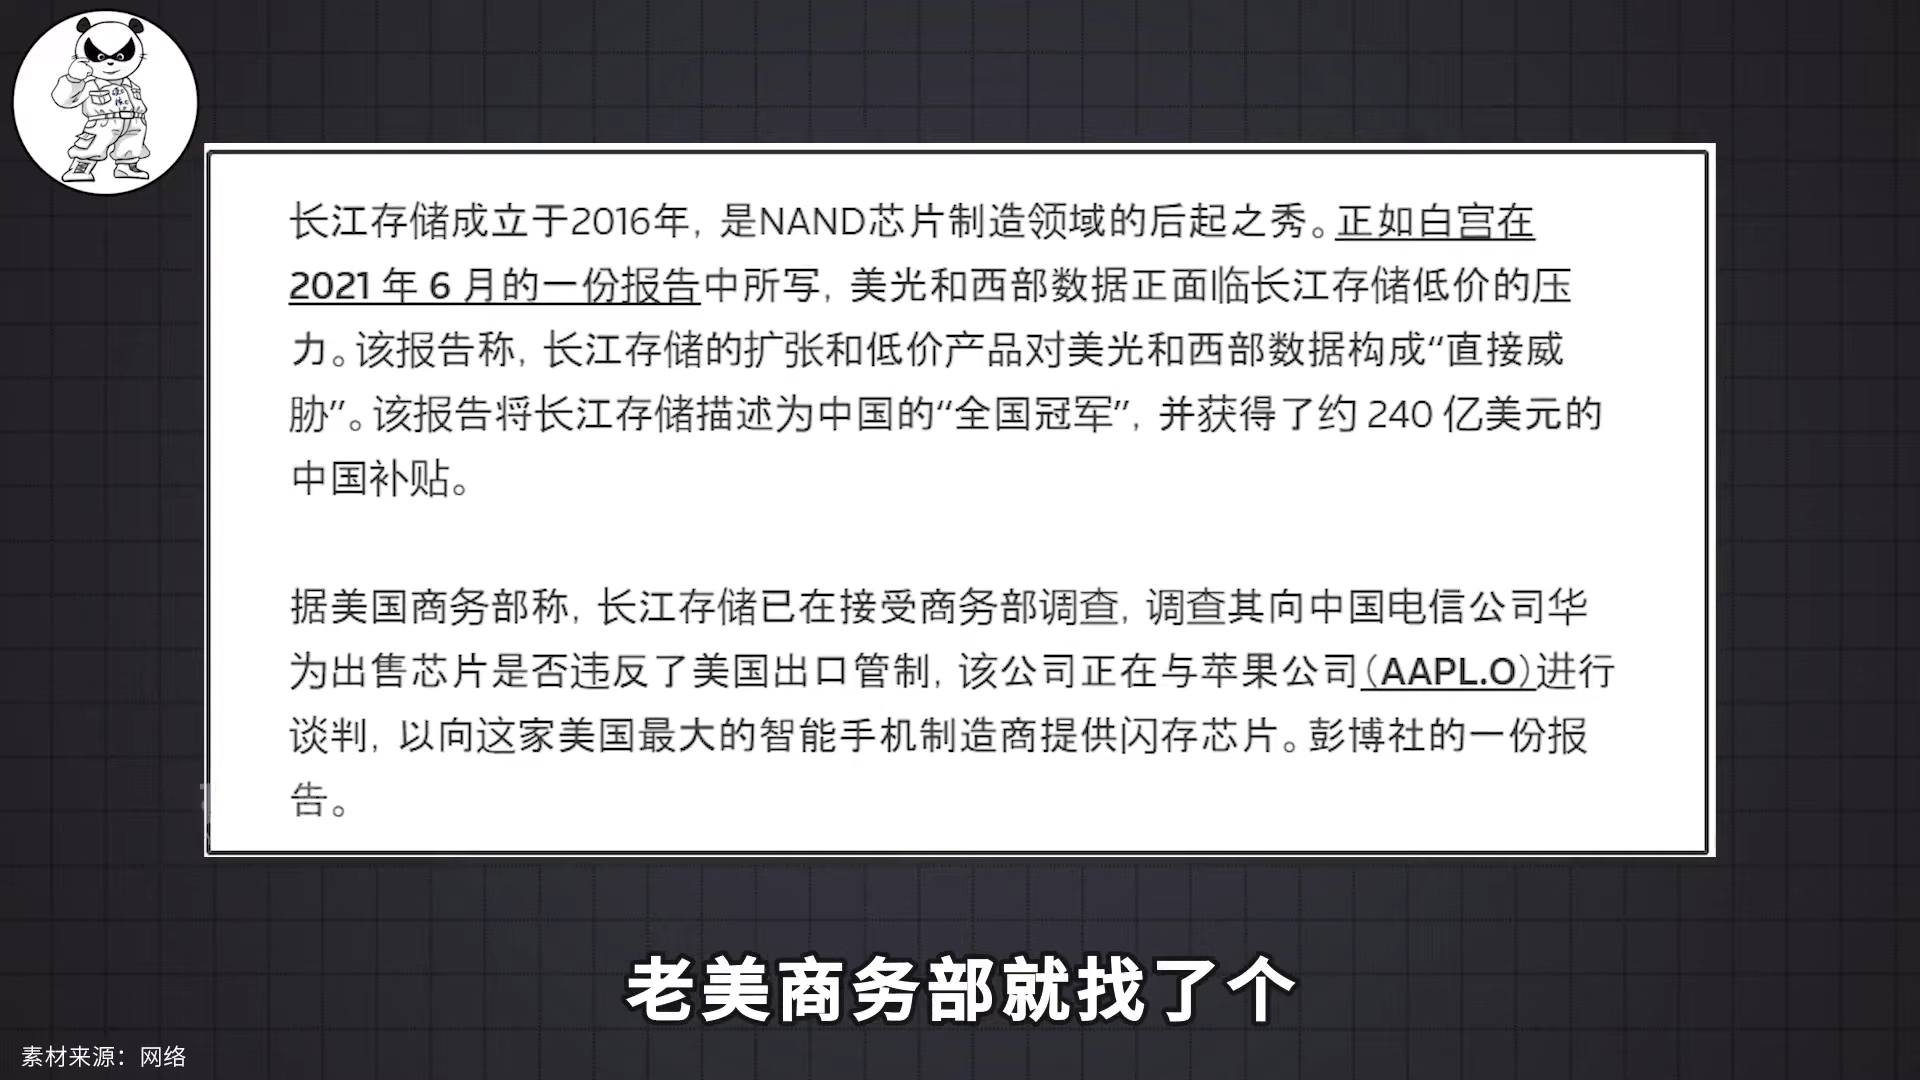 长江存储成立于2016年, 是NAND芯片制造领域的后起之秀。正如白宫在
2021 年 6 月的一份报告中所写, 美光和西部数据正面临长江存储低价的压
力。该报告称, 长江存储的扩张和低价产品对美光和西部数据构成“直接威
胁”。该报告将长江存储描述为中国的“全国冠军”, 并获得了约 240 亿美元的
中国补贴。
据美国商务部称, 长江存储已在接受商务部调查, 调查其向中国电信公司华
为出售芯片是否违反了美国出口管制, 该公司正在与苹果公司(AAPL.O)进行
谈判, 以向这家美国最大的智能手机制造商提供闪存芯片。彭博社的一份报
告。
老美商务部就找了个
素材来源：网络